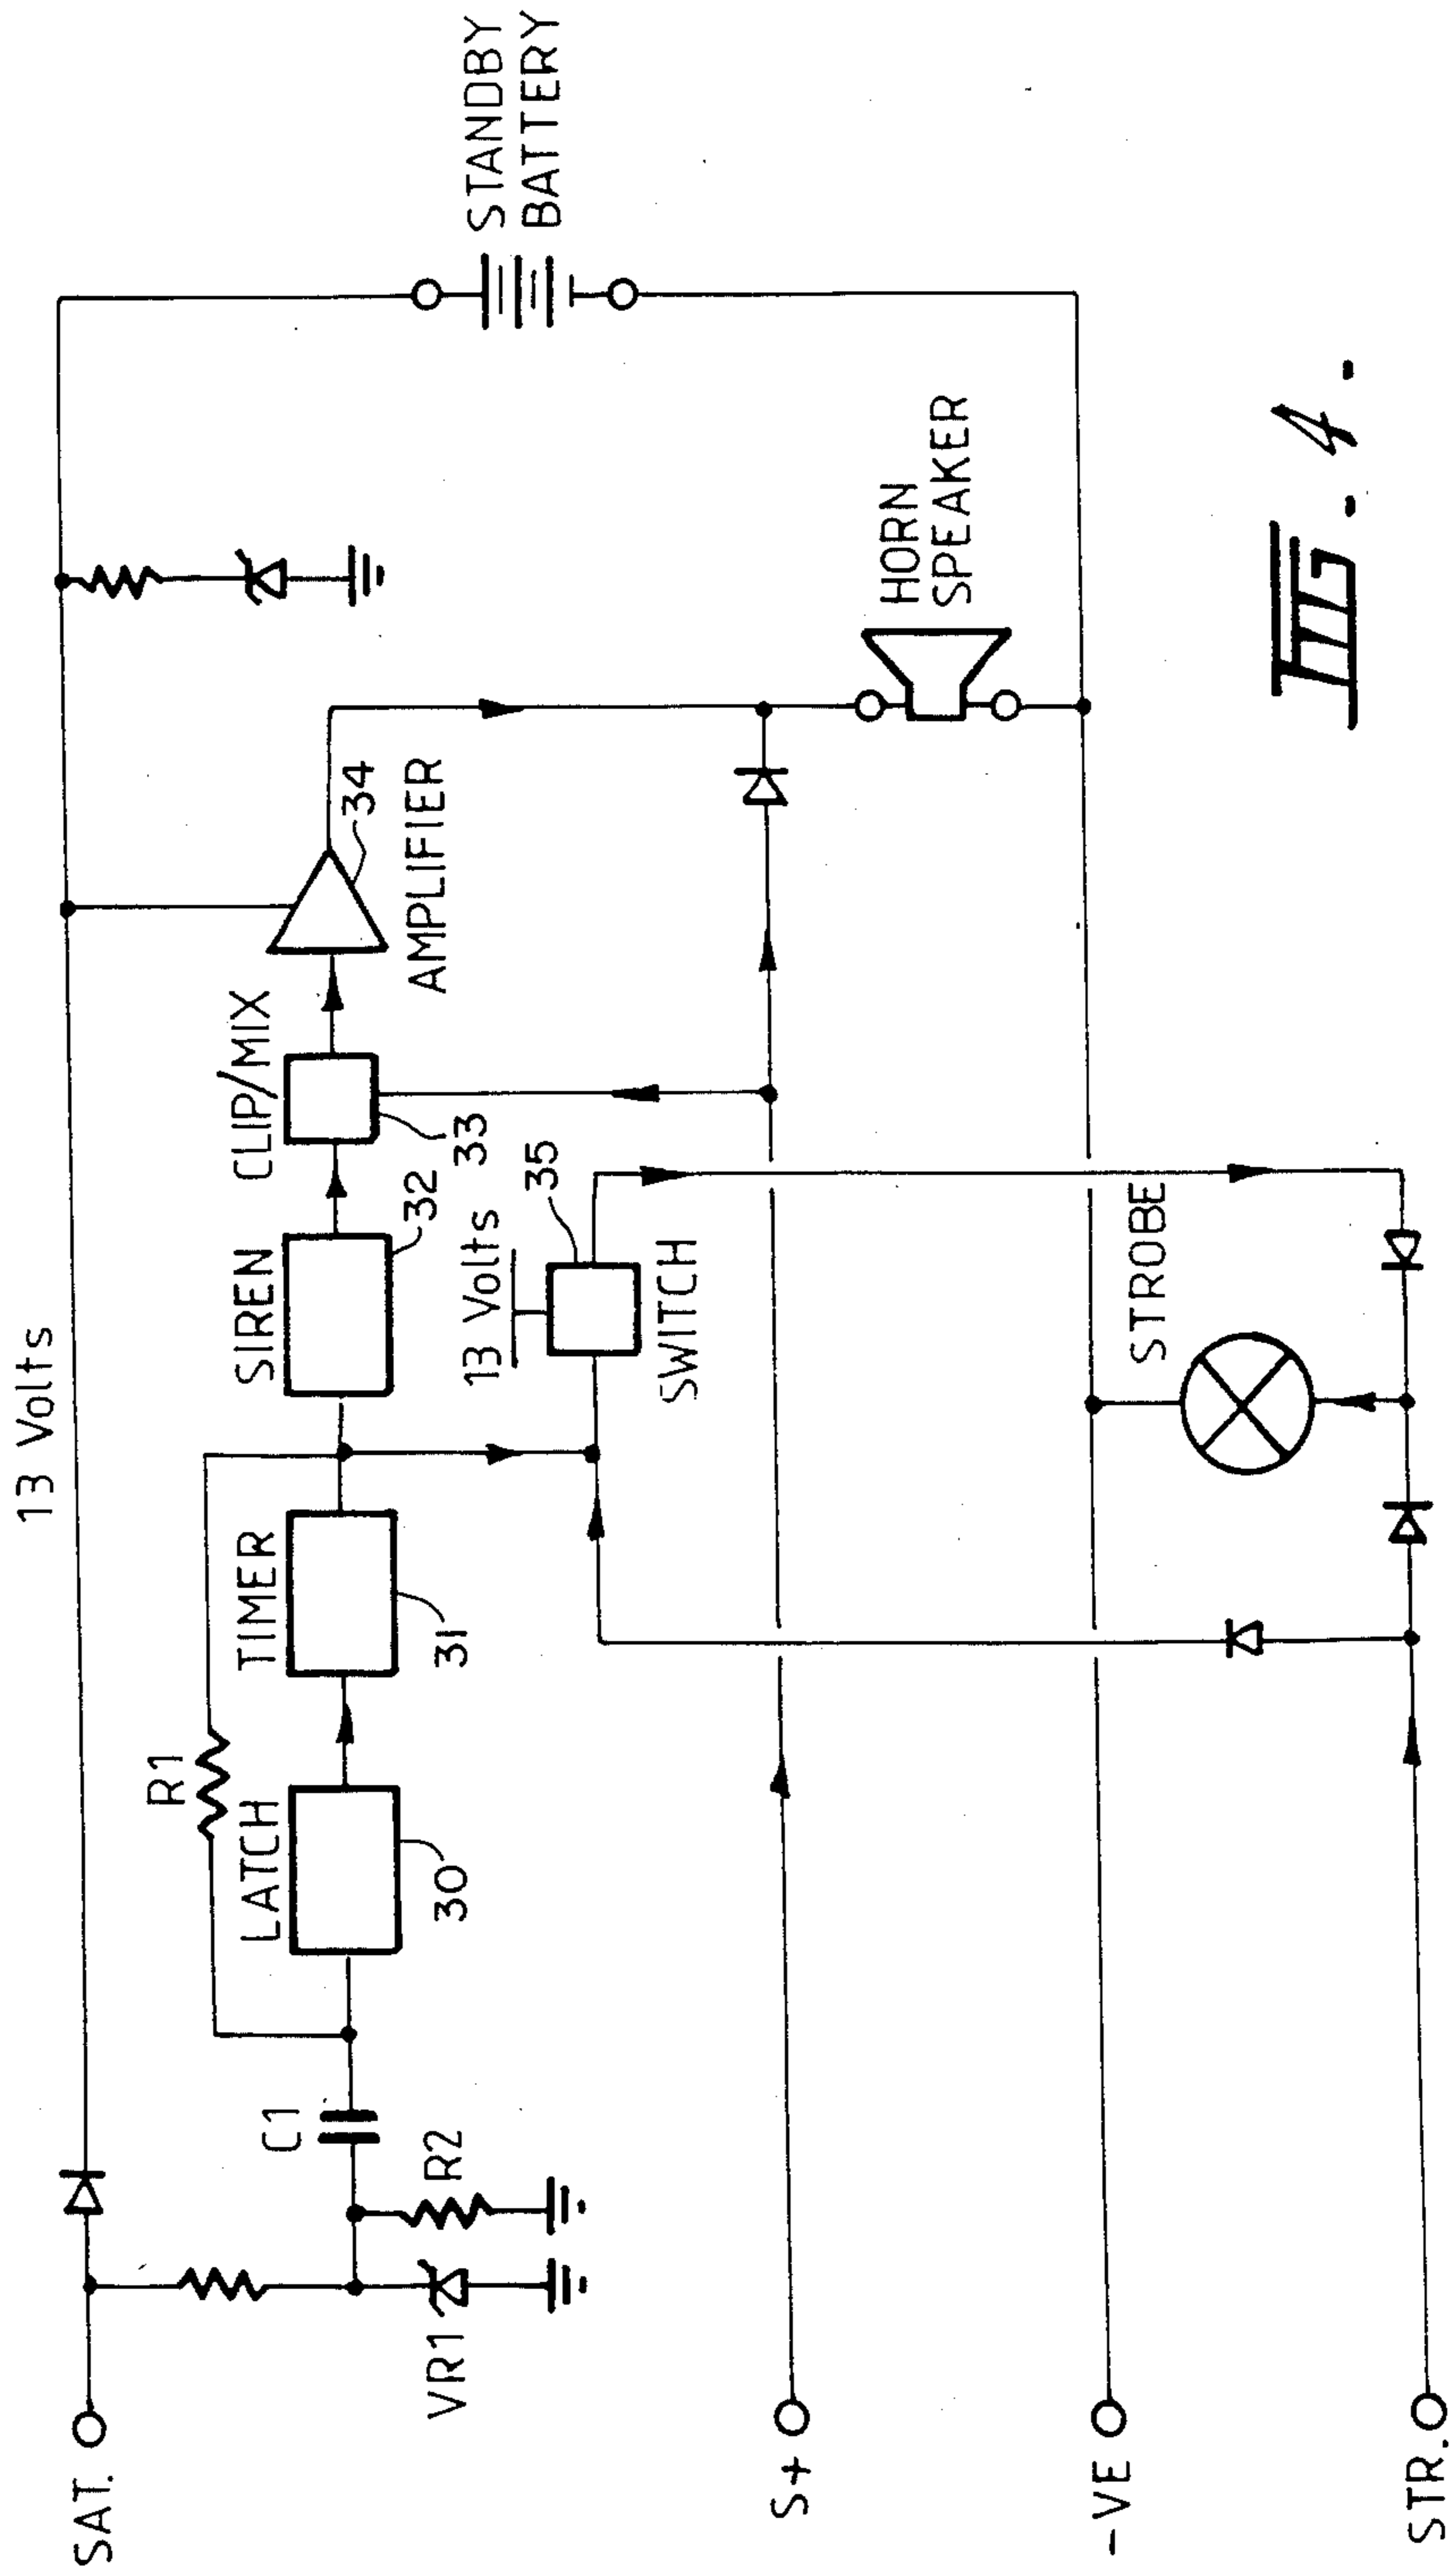 13 Volts
SAT.
VR1
R2
C1
R1
LATCH
30
TIMER
31
SIREN
32
CLIP/MIX
33
34
AMPLIFIER
13 Volts
35
SWITCH
HORN
SPEAKER
STANDBY
BATTERY
S+
-VE
STROBE
STR.
FIG. 4.